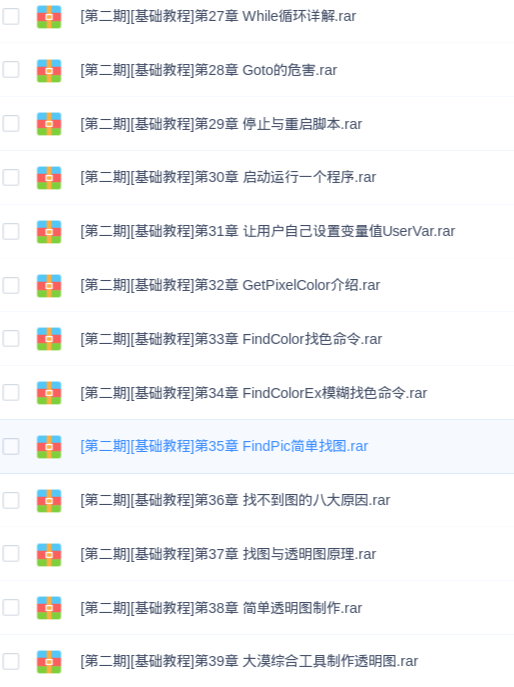 [第二期][基础教程]第27章 While循环详解.rar
[第二期][基础教程]第28章 Goto的危害.rar
[第二期][基础教程]第29章 停止与重启脚本.rar
[第二期][基础教程]第30章 启动运行一个程序.rar
[第二期][基础教程]第31章 让用户自己设置变量值UserVar.rar
[第二期][基础教程]第32章 GetPixelColor介绍.rar
[第二期][基础教程]第33章 FindColor找色命令.rar
[第二期][基础教程]第34章 FindColorEx模糊找色命令.rar
[第二期][基础教程]第35章 FindPic简单找图.rar
[第二期][基础教程]第36章 找不到图的八大原因.rar
[第二期][基础教程]第37章 找图与透明图原理.rar
[第二期][基础教程]第38章 简单透明图制作.rar
[第二期][基础教程]第39章 大漠综合工具制作透明图.rar